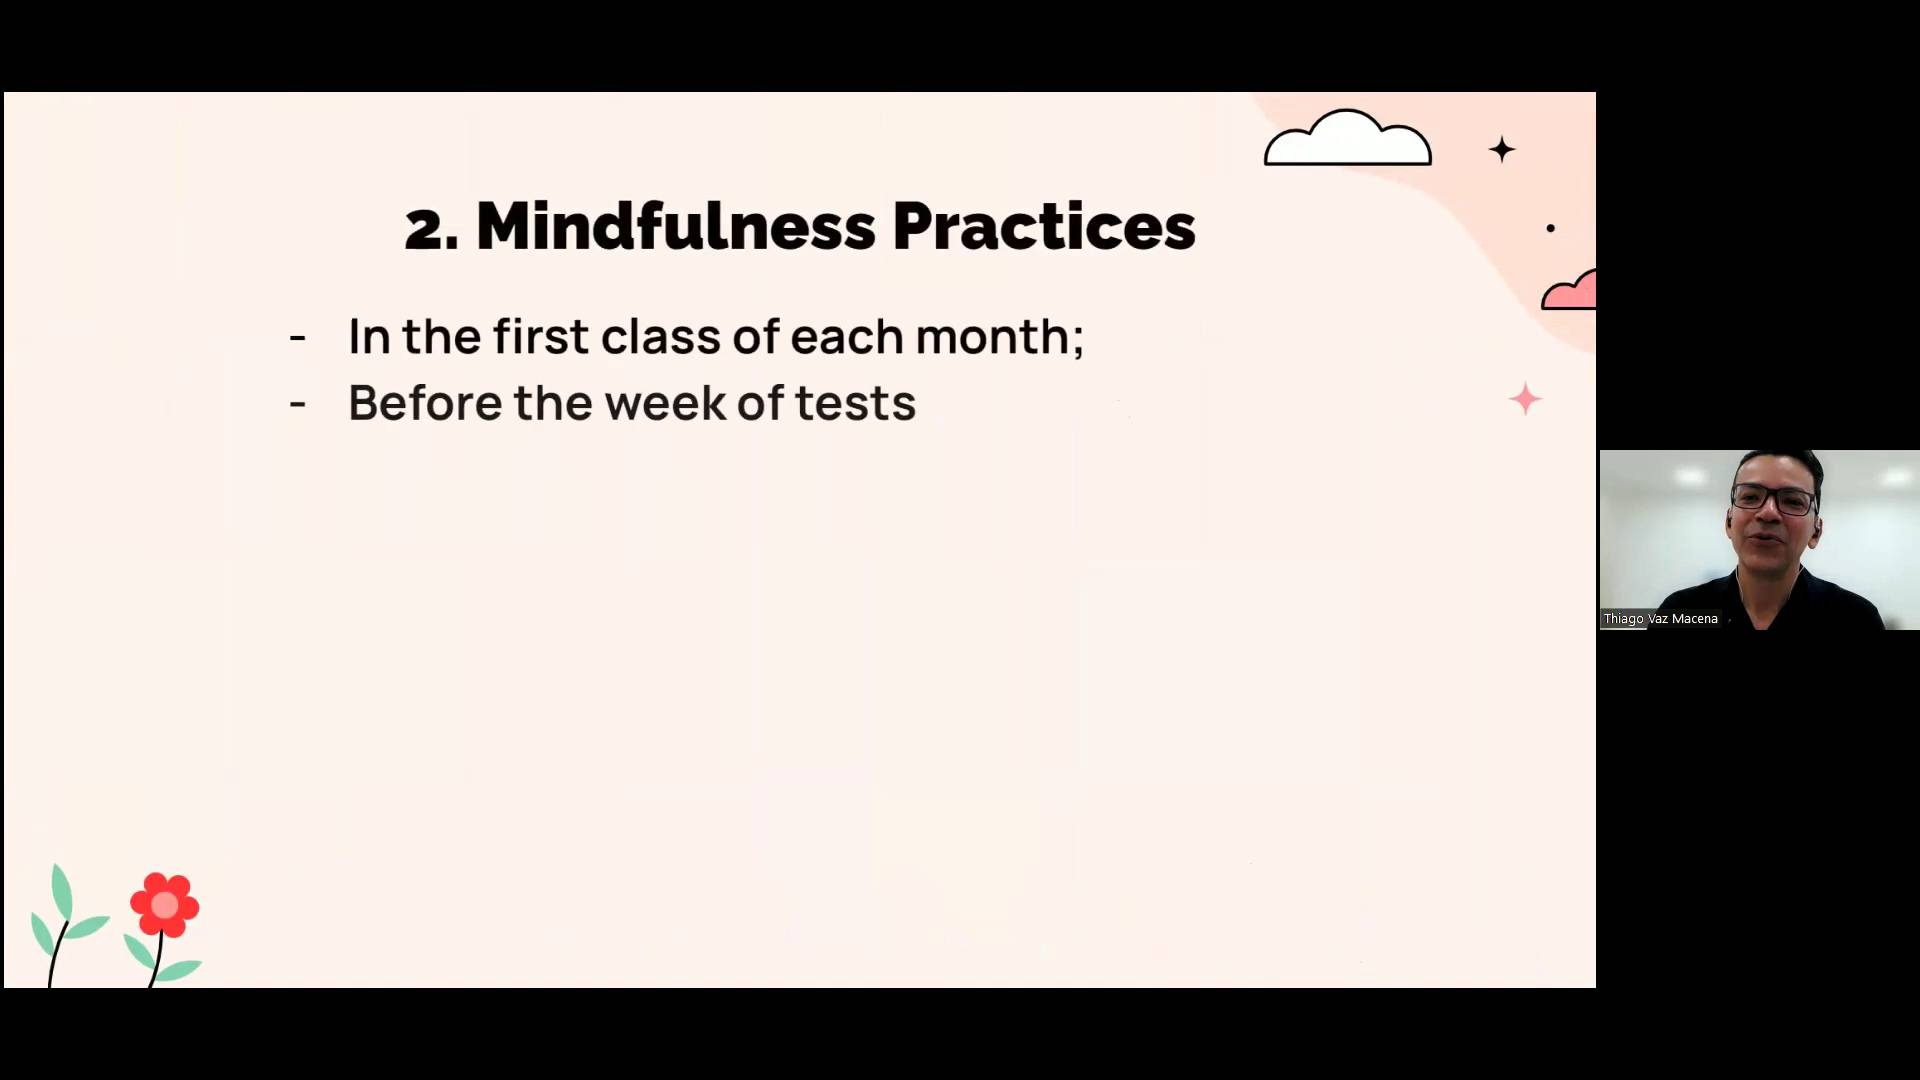 2. Mindfulness Practices
- In the first class of each month;
- Before the week of tests
Thiago Vaz Macena